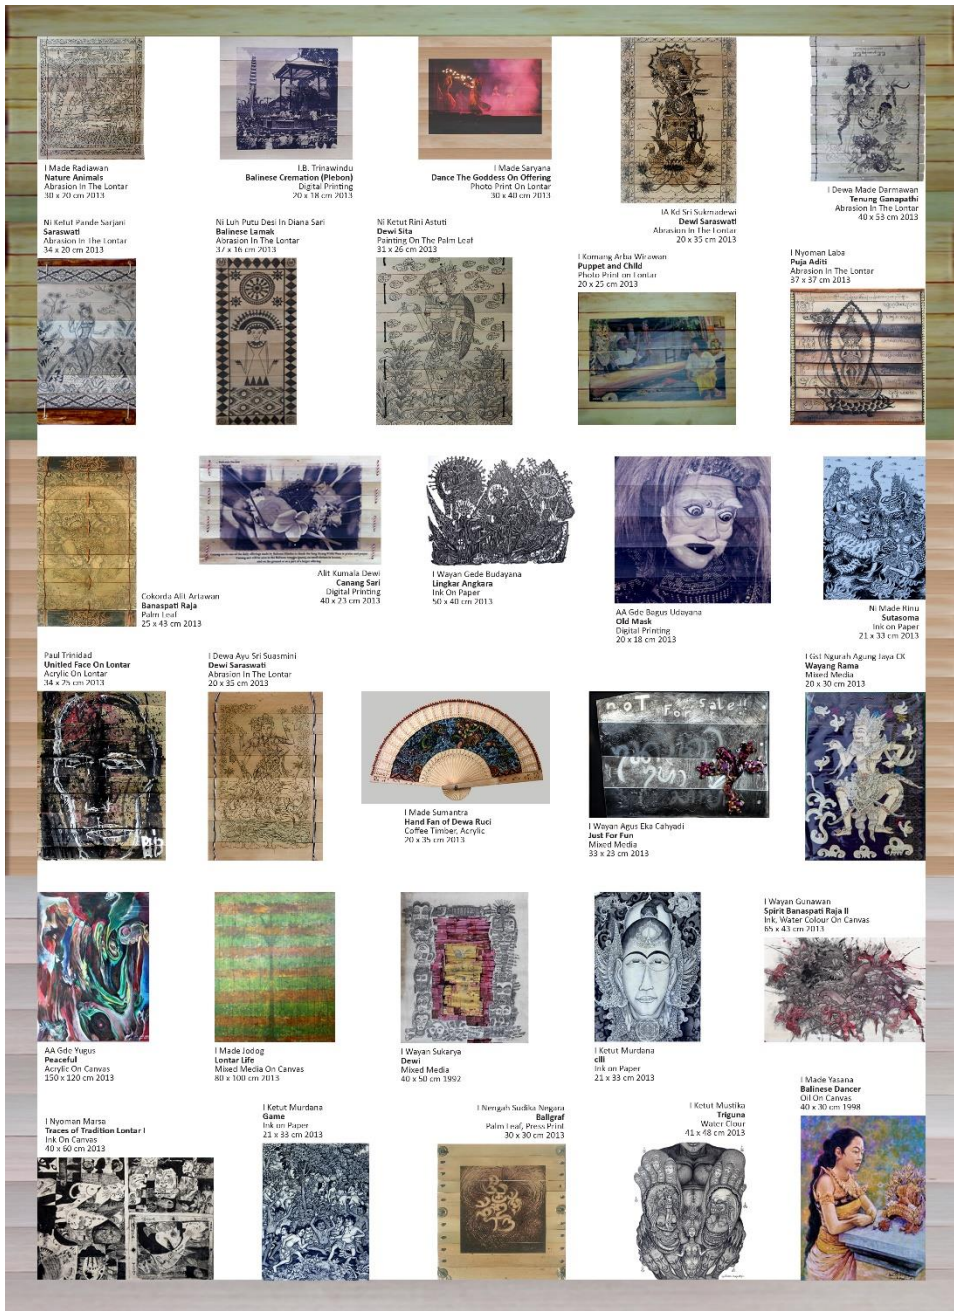 I Made Radiawan
Nature Animals
Abrasion In The Lontar
30 x 20 cm 2013
I.B. Trinawindu
Balinese Cremation (Plebon)
Digital Printing
20 x 18 cm 2013
I Made Saryana
Dance The Goddess On Offering
Photo Print On Lontar
30 x 40 cm 2013
IA Kd Sri Sukmadewi
Dewi Saraswati
Abrasion In The Lontar
20 x 35 cm 2013
I Dewa Made Darmawan
Tenung Ganapathi
Abrasion In The Lontar
40 x 53 cm 2013
Ni Ketut Pande Sarjani
Saraswati
Abrasion In The Lontar
34 x 20 cm 2013
Ni Luh Putu Desi In Diana Sari
Balinese Lamak
Abrasion In The Lontar
37 x 16 cm 2013
Ni Ketut Rini Astuti
Dewi Sita
Painting On The Palm Leaf
31 x 26 cm 2013
I Komang Arba Wirawan
Puppet and Child
Photo Print on Lontar
20 x 25 cm 2013
I Nyoman Laba
Puja Aditi
Abrasion In The Lontar
37 x 37 cm 2013
Cokorda Alit Artawan
Banaspati Raja
Palm Leaf
25 x 43 cm 2013
Alit Kumala Dewi
Canang Sari
Digital Printing
40 x 23 cm 2013
I Wayan Gede Budayana
Lingkar Angkara
Ink On Paper
50 x 40 cm 2013
AA Gde Bagus Udayana
Old Mask
Digital Printing
20 x 18 cm 2013
Ni Made Rinu
Sutasoma
Ink on Paper
21 x 33 cm 2013
Paul Trinidad
Unitled Face On Lontar
Acrylic On Lontar
34 x 25 cm 2013
I Dewa Ayu Sri Suasmini
Dewi Saraswati
Abrasion In The Lontar
20 x 35 cm 2013
I Made Sumantra
Hand Fan of Dewa Ruci
Coffee Timber, Acrylic
20 x 35 cm 2013
noT For sale!!
I Wayan Agus Eka Cahyadi
Just For Fun
Mixed Media
33 x 23 cm 2013
I Gst Ngurah Agung Jaya CK
Wayang Rama
Mixed Media
20 x 30 cm 2013
AA Gde Yugus
Peaceful
Acrylic On Canvas
150 x 120 cm 2013
I Made Jodog
Lontar Life
Mixed Media On Canvas
80 x 100 cm 2013
I Wayan Sukarya
Dewi
Mixed Media
40 x 50 cm 1992
I Ketut Murdana
cili
Ink on Paper
21 x 33 cm 2013
I Wayan Gunawan
Spirit Banaspati Raja II
Ink, Water Colour On Canvas
65 x 43 cm 2013
I Nyoman Marsa
Traces of Tradition Lontar I
Ink On Canvas
40 x 60 cm 2013
I Ketut Murdana
Game
Ink on Paper
21 x 33 cm 2013
I Nengah Sudika Negara
Baligraf
Palm Leaf, Press Print
30 x 30 cm 2013
I Ketut Mustika
Triguna
Water Clour
41 x 48 cm 2013
I Made Yasana
Balinese Dancer
Oil On Canvas
40 x 30 cm 1998